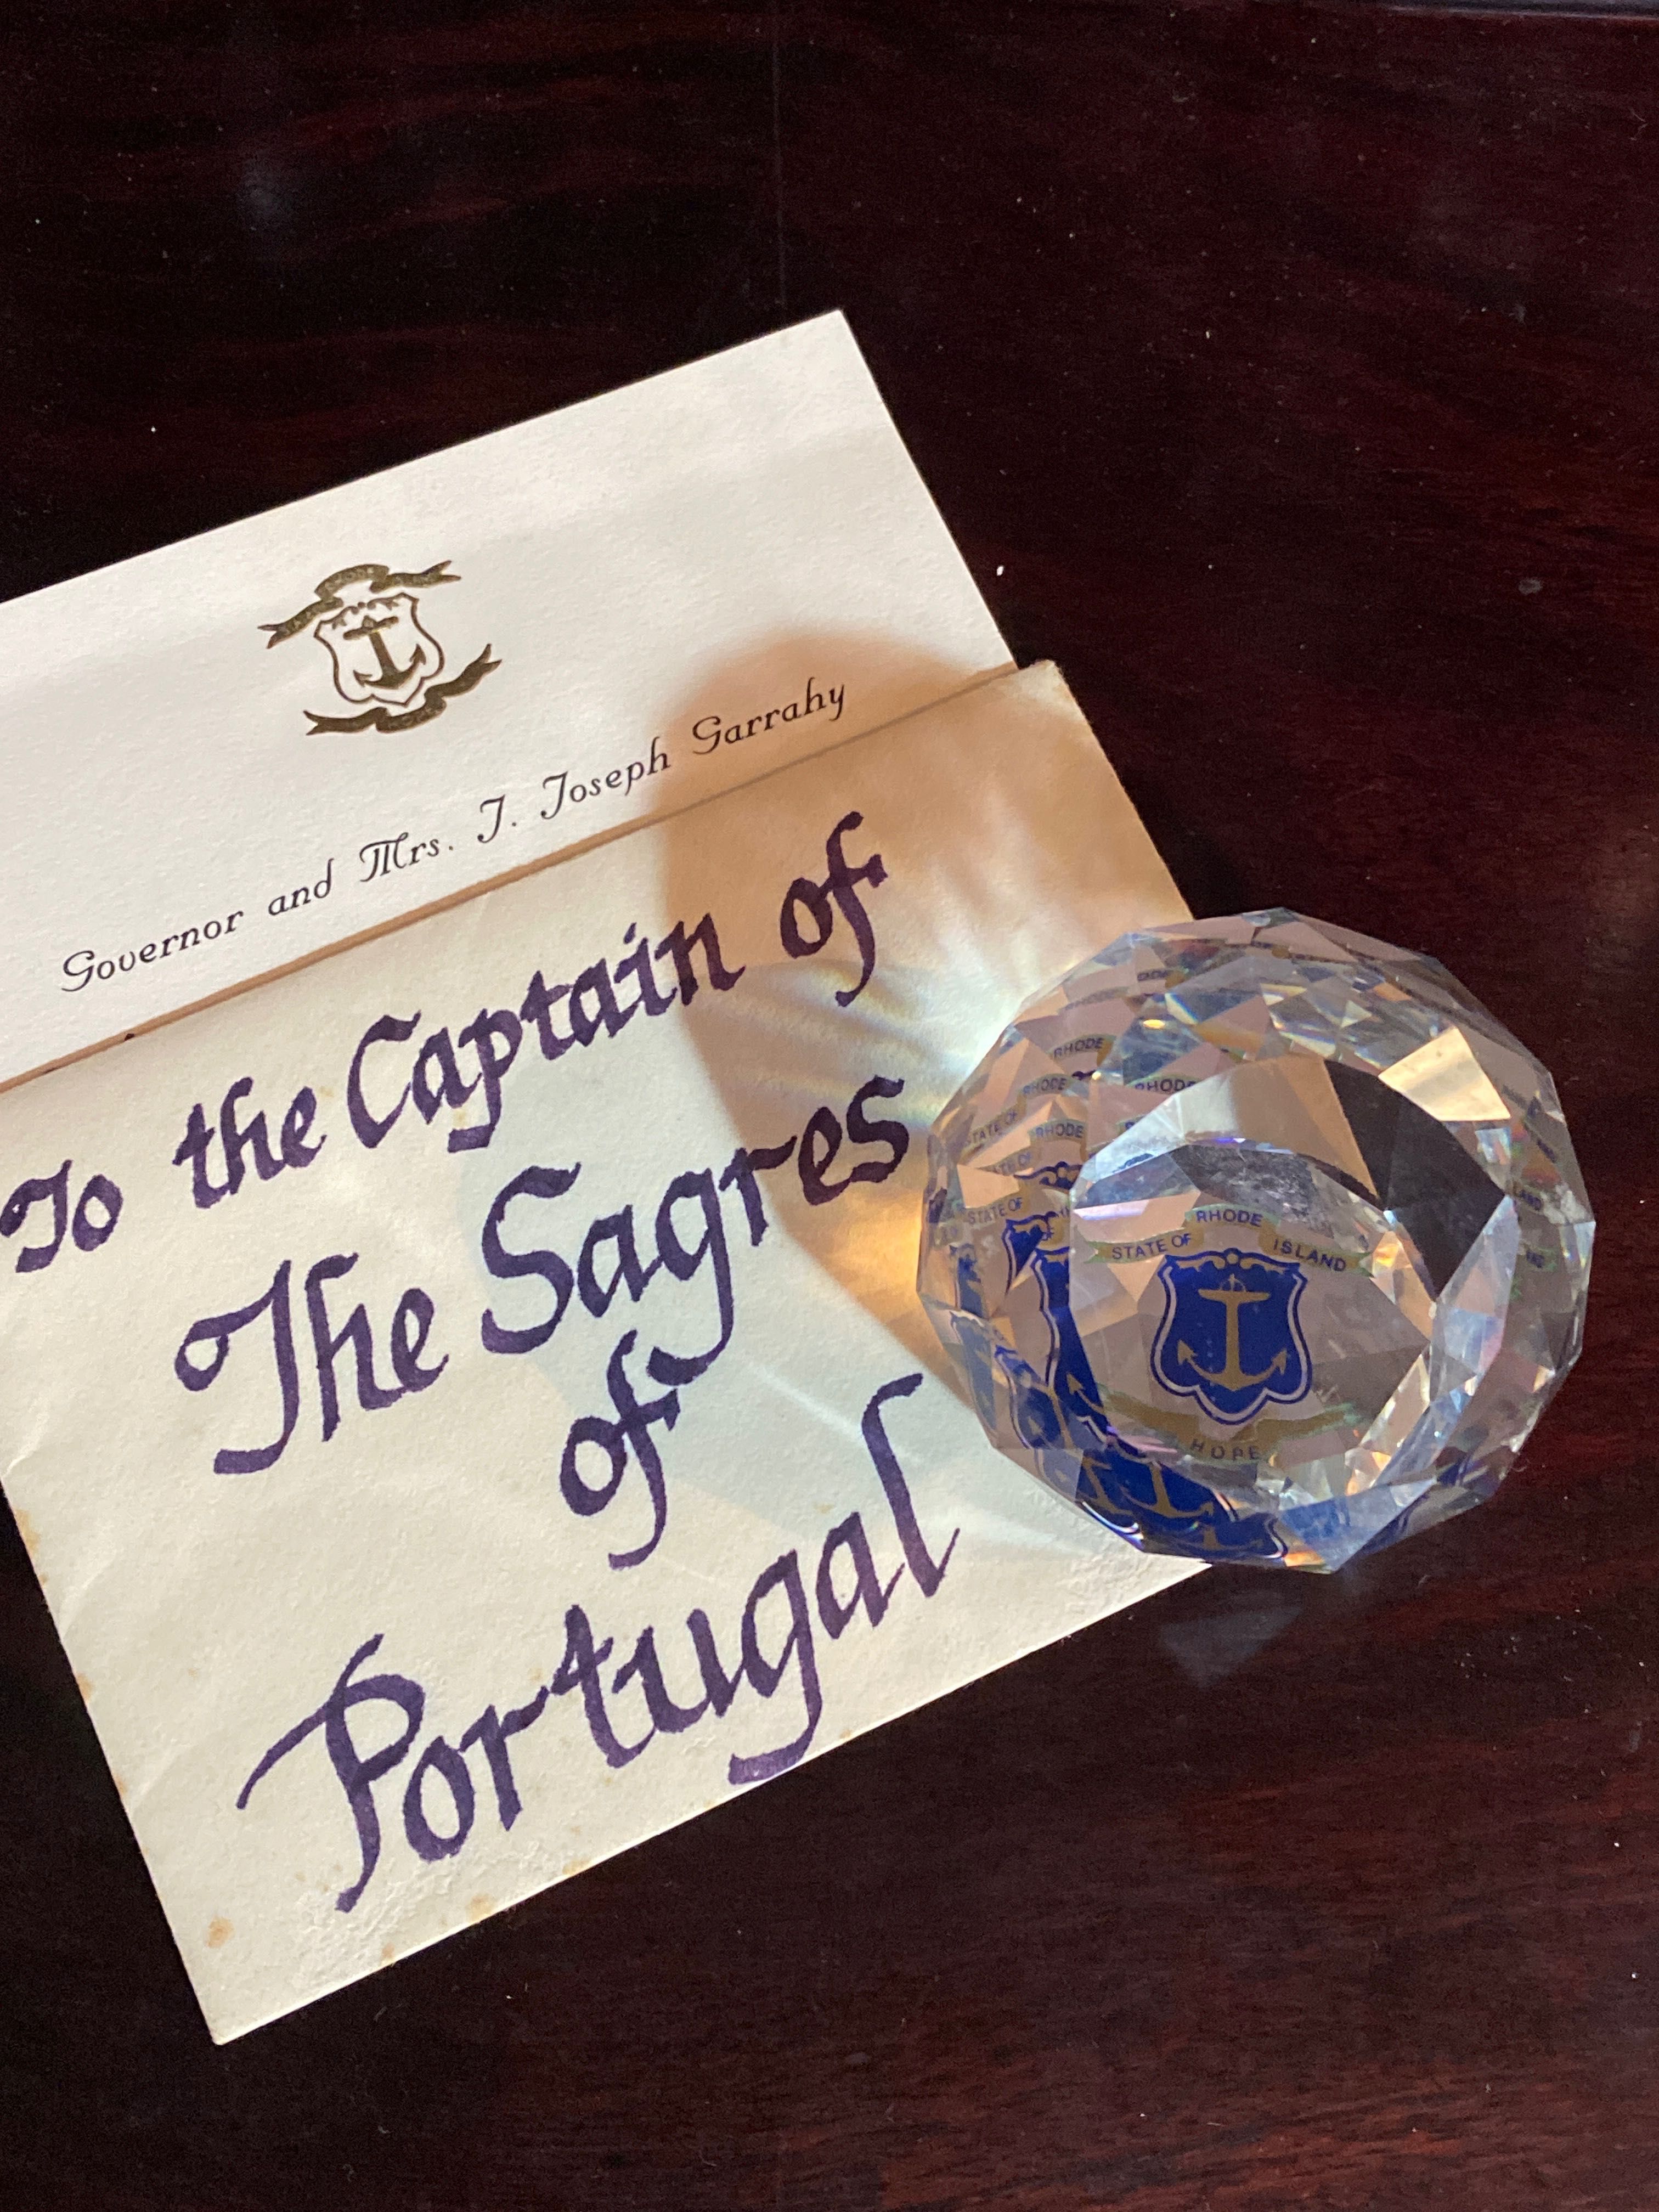 Governor and Mrs. J. Joseph Garrahy
To the Captain of
The Sagres
of
Portugal
STATE OF RHODE ISLAND
HOPE